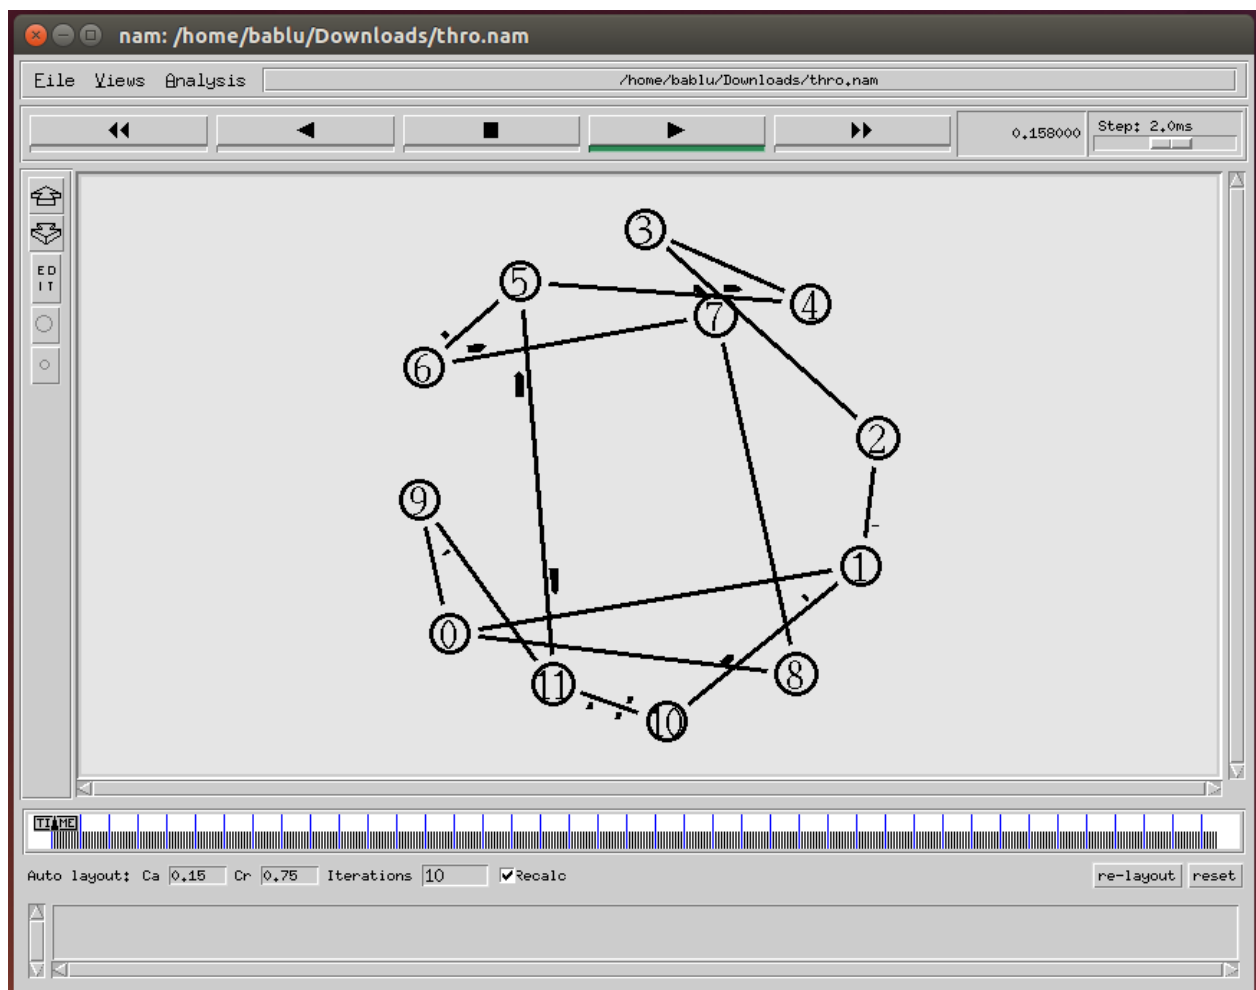 nam: /home/bablu/Downloads/thro.nam
Eile Views Analysis /home/bablu/Downloads/thro.nam
0.158000 Step: 2.0ms
ED
IT
3
5
4
7
6
2
9
1
0
8
11
10
TIME
Auto layout: Ca 0.15 Cr 0.75 Iterations 10 Recalc re-layout reset